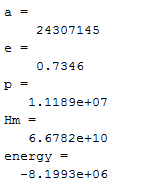 a =
24307145
e =
0.7346
p =
1.1189e+07
Hm =
6.6782e+10
energy =
-8.1993e+06